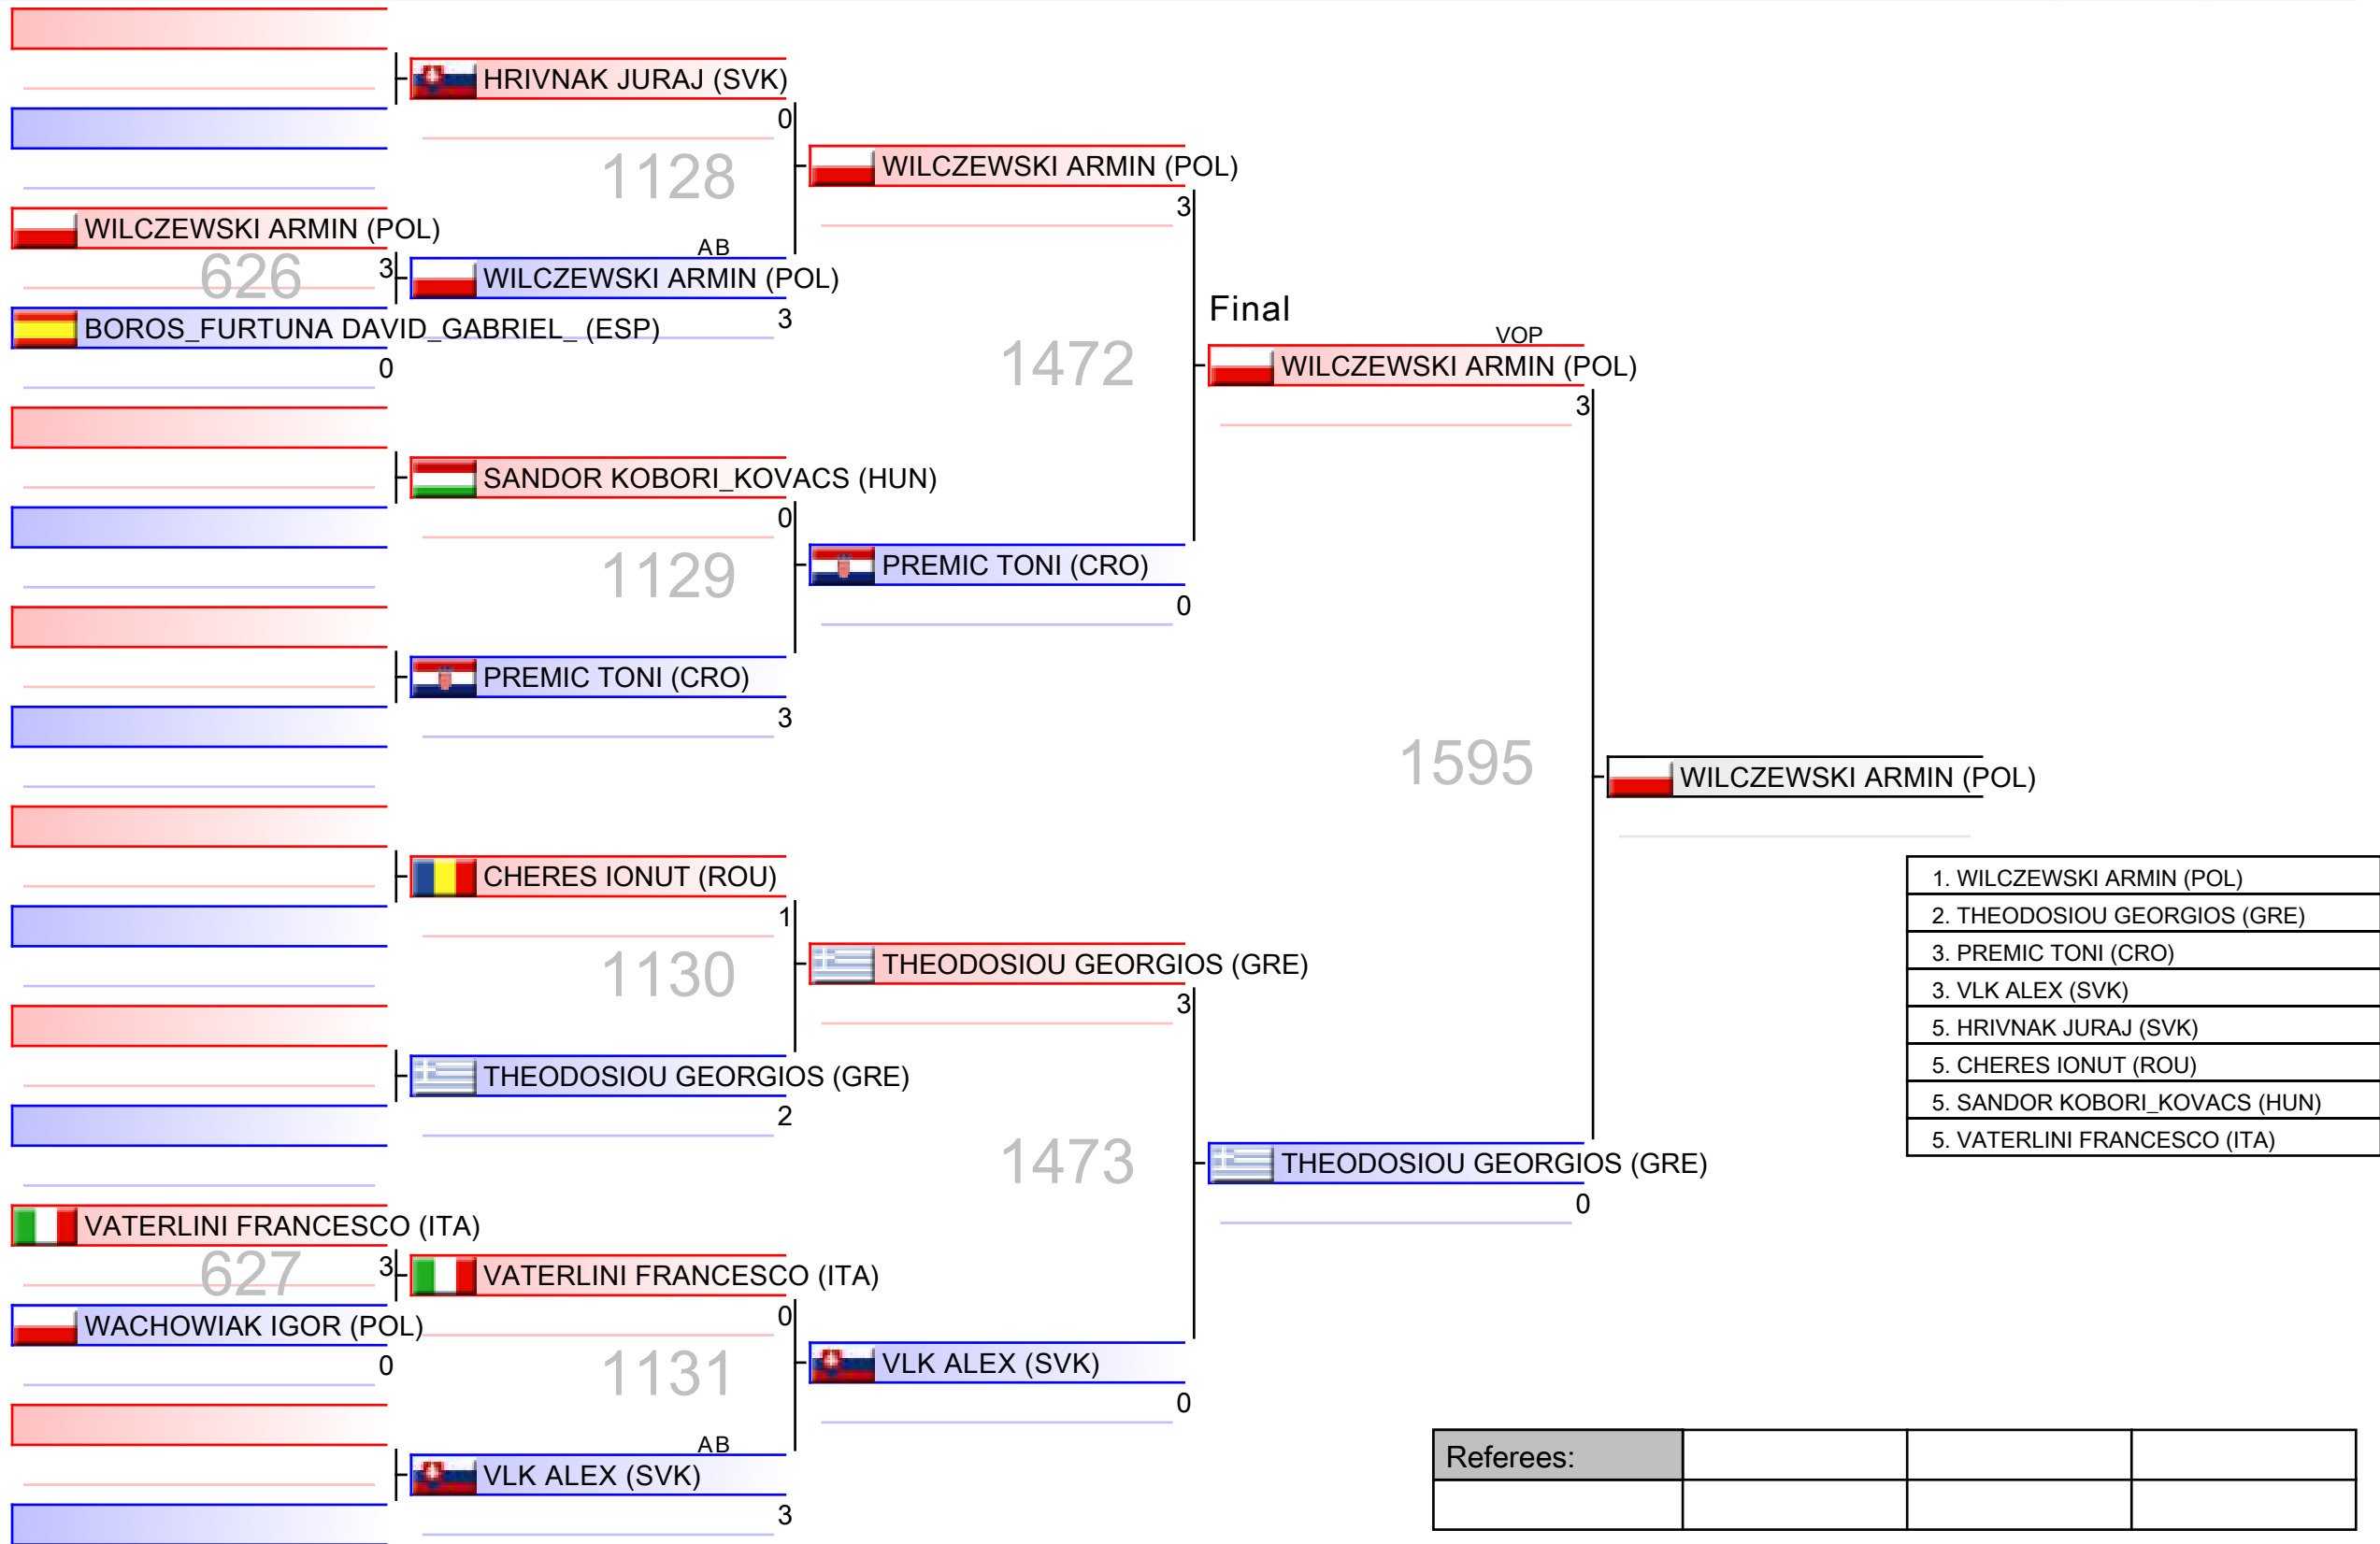 HRIVNAK JURAJ (SVK)
0
1128
WILCZEWSKI ARMIN (POL)
3
WILCZEWSKI ARMIN (POL)
626
3
AB
WILCZEWSKI ARMIN (POL)
3
BOROS_FURTUNA DAVID_GABRIEL_ (ESP)
0
1472
Final
VOP
WILCZEWSKI ARMIN (POL)
3
SANDOR KOBORI_KOVACS (HUN)
0
1129
PREMIC TONI (CRO)
0
PREMIC TONI (CRO)
3
1595
WILCZEWSKI ARMIN (POL)
CHERES IONUT (ROU)
1
1130
THEODOSIOU GEORGIOS (GRE)
3
THEODOSIOU GEORGIOS (GRE)
2
1473
THEODOSIOU GEORGIOS (GRE)
0
1. WILCZEWSKI ARMIN (POL)
2. THEODOSIOU GEORGIOS (GRE)
3. PREMIC TONI (CRO)
3. VLK ALEX (SVK)
5. HRIVNAK JURAJ (SVK)
5. CHERES IONUT (ROU)
5. SANDOR KOBORI_KOVACS (HUN)
5. VATERLINI FRANCESCO (ITA)
VATERLINI FRANCESCO (ITA)
627
3
VATERLINI FRANCESCO (ITA)
0
WACHOWIAK IGOR (POL)
0
1131
VLK ALEX (SVK)
0
AB
VLK ALEX (SVK)
3
Referees: